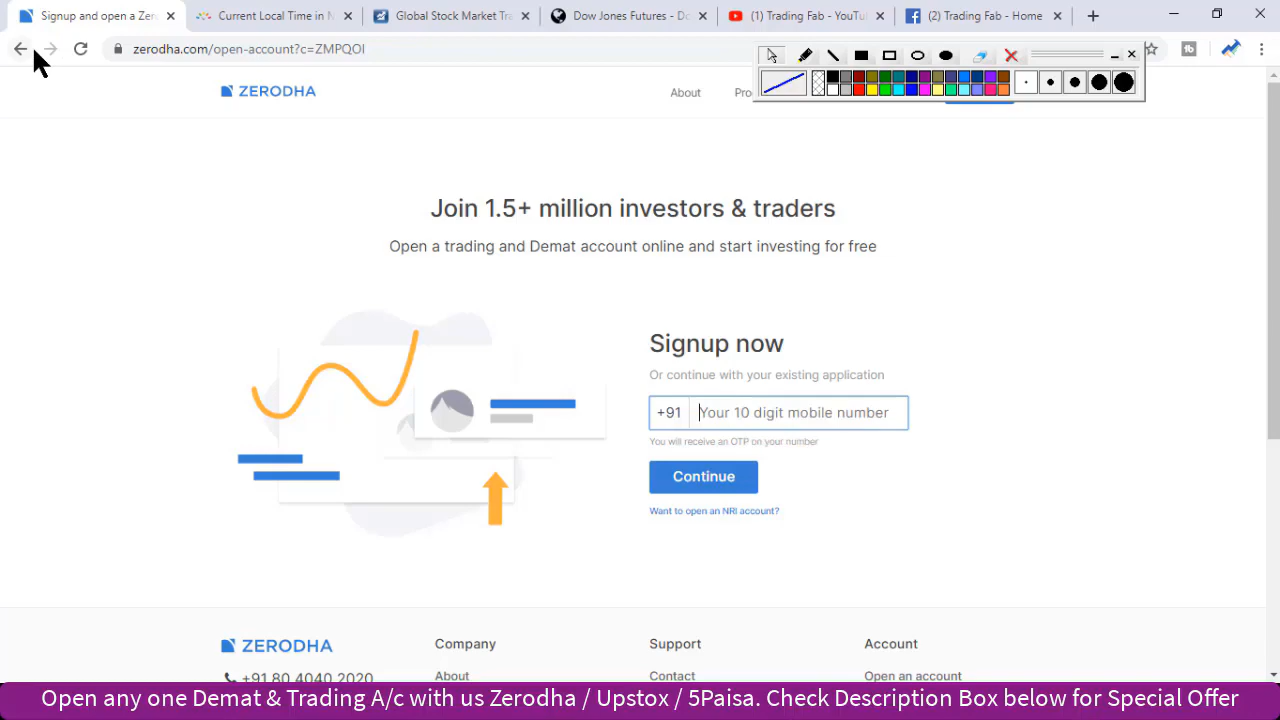 Signup and open a Zer
Current Local Time in N
Global Stock Market Tra
Dow Jones Futures - Do
(1) Trading Fab - YouTu
(2) Trading Fab - Home
zerodha.com/open-account?c=ZMPQOI
ZERODHA
About
Pro
Join 1.5+ million investors & traders
Open a trading and Demat account online and start investing for free
Signup now
Or continue with your existing application
+91
Your 10 digit mobile number
You will receive an OTP on your number
Continue
Want to open an NRI account?
ZERODHA
Company
Support
Account
+91 80 4040 2020
About
Contact
Open an account
Open any one Demat & Trading A/c with us Zerodha / Upstox / 5Paisa. Check Description Box below for Special Offer